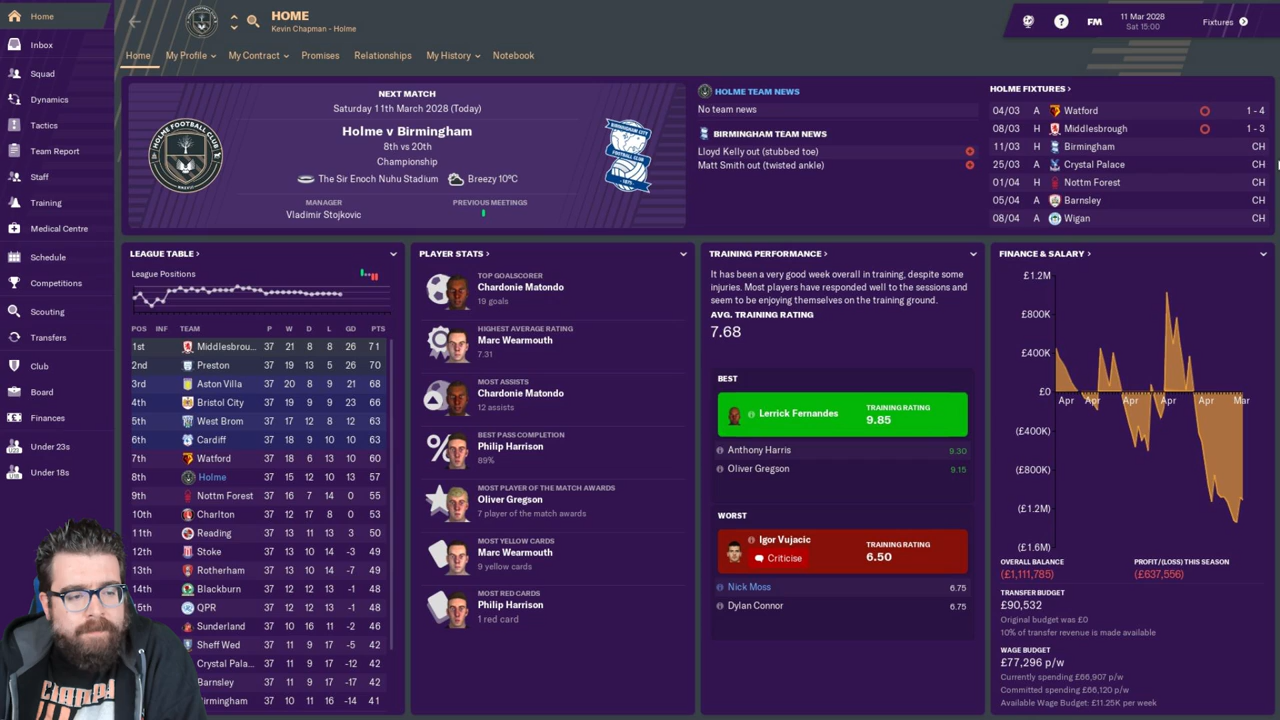 Home
Inbox
Squad
Dynamics
Tactics
Team Report
Staff
Training
Medical Centre
Schedule
Competitions
Scouting
Transfers
Club
Board
Finances
Under 23s
Under 18s
HOME
Kevin Chapman - Holme
?
FM
11 Mar 2028
Sat 15:00
Fixtures
Home
My Profile
My Contract
Promises
Relationships
My History
Notebook
NEXT MATCH
Saturday 11th March 2028 (Today)
Holme v Birmingham
8th vs 20th
Championship
The Sir Enoch Nuhu Stadium
Breezy 10°C
MANAGER
Vladimir Stojkovic
PREVIOUS MEETINGS
HOLME FOOTBALL CLUB
BIRMINGHAM CITY
FOOTBALL CLUB
HOLME TEAM NEWS
No team news
BIRMINGHAM TEAM NEWS
Lloyd Kelly out (stubbed toe)
Matt Smith out (twisted ankle)
HOLME FIXTURES >
04/03 A Watford 1 - 4
08/03 H Middlesbrough 1 - 3
11/03 H Birmingham CH
25/03 A Crystal Palace CH
01/04 H Nottm Forest CH
05/04 A Barnsley CH
08/04 A Wigan CH
LEAGUE TABLE >
League Positions
POS INF TEAM P W D L GD PTS
1st Middlesbrou... 37 21 8 8 26 71
2nd Preston 37 19 13 5 26 70
3rd Aston Villa 37 20 8 9 21 68
4th Bristol City 37 19 9 9 23 66
5th West Brom 37 17 12 8 12 63
6th Cardiff 37 18 9 10 10 63
7th Watford 37 18 6 13 10 60
8th Holme 37 15 12 10 13 57
9th Nottm Forest 37 16 7 14 0 55
10th Charlton 37 12 17 8 0 53
11th Reading 37 13 11 13 3 50
12th Stoke 37 13 10 14 -3 49
13th Rotherham 37 13 10 14 -6 49
14th Blackburn 37 12 12 13 -1 48
15th QPR 37 12 12 13 -1 48
Sunderland 37 10 16 11 -2 46
Sheff Wed 37 11 9 17 -5 42
Crystal Pala... 37 11 9 17 -12 42
Barnsley 37 11 9 17 -17 42
Birmingham 37 11 10 16 -14 41
PLAYER STATS >
TOP GOALSCORER
Chardonie Matondo
19 goals
HIGHEST AVERAGE RATING
Marc Wearmouth
7.31
MOST ASSISTS
Chardonie Matondo
12 assists
BEST PASS COMPLETION
Philip Harrison
89%
MOST PLAYER OF THE MATCH AWARDS
Oliver Gregson
7 player of the match awards
MOST YELLOW CARDS
Marc Wearmouth
9 yellow cards
MOST RED CARDS
Philip Harrison
1 red card
TRAINING PERFORMANCE >
It has been a very good week overall in training, despite some
injuries. Most players have responded well to the sessions and
seem to be enjoying themselves on the training ground.
AVG. TRAINING RATING
7.68
BEST
Lerrick Fernandes
TRAINING RATING
9.85
Anthony Harris 9.30
Oliver Gregson 9.15
WORST
Igor Vujacic
Criticise
TRAINING RATING
6.50
Nick Moss 6.75
Dylan Connor 6.75
FINANCE & SALARY >
£1.2M
£800K
£400K
£0
(£400K)
(£800K)
(£1.2M)
(£1.6M)
Apr Apr Apr Apr Apr Mar
OVERALL BALANCE
(£1,111,785)
PROFIT/(LOSS) THIS SEASON
(£637,556)
TRANSFER BUDGET
£90,532
Original budget was £0
10% of transfer revenue is made available
WAGE BUDGET
£77,296 p/w
Currently spending £66,907 p/w
Committed spending £66,120 p/w
Available Wage Budget: £11.25K per week